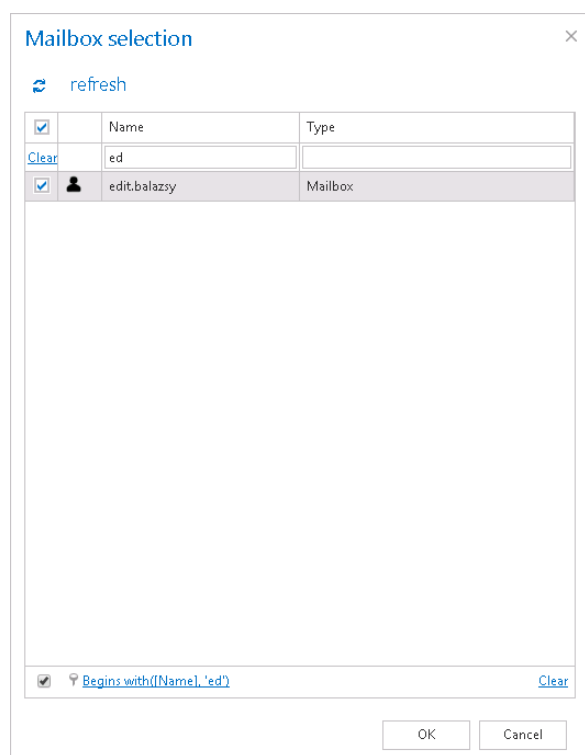 Mailbox selection
refresh
Name Type
Clear ed
edit.balazsy Mailbox
Begins with([Name], 'ed') Clear
OK Cancel